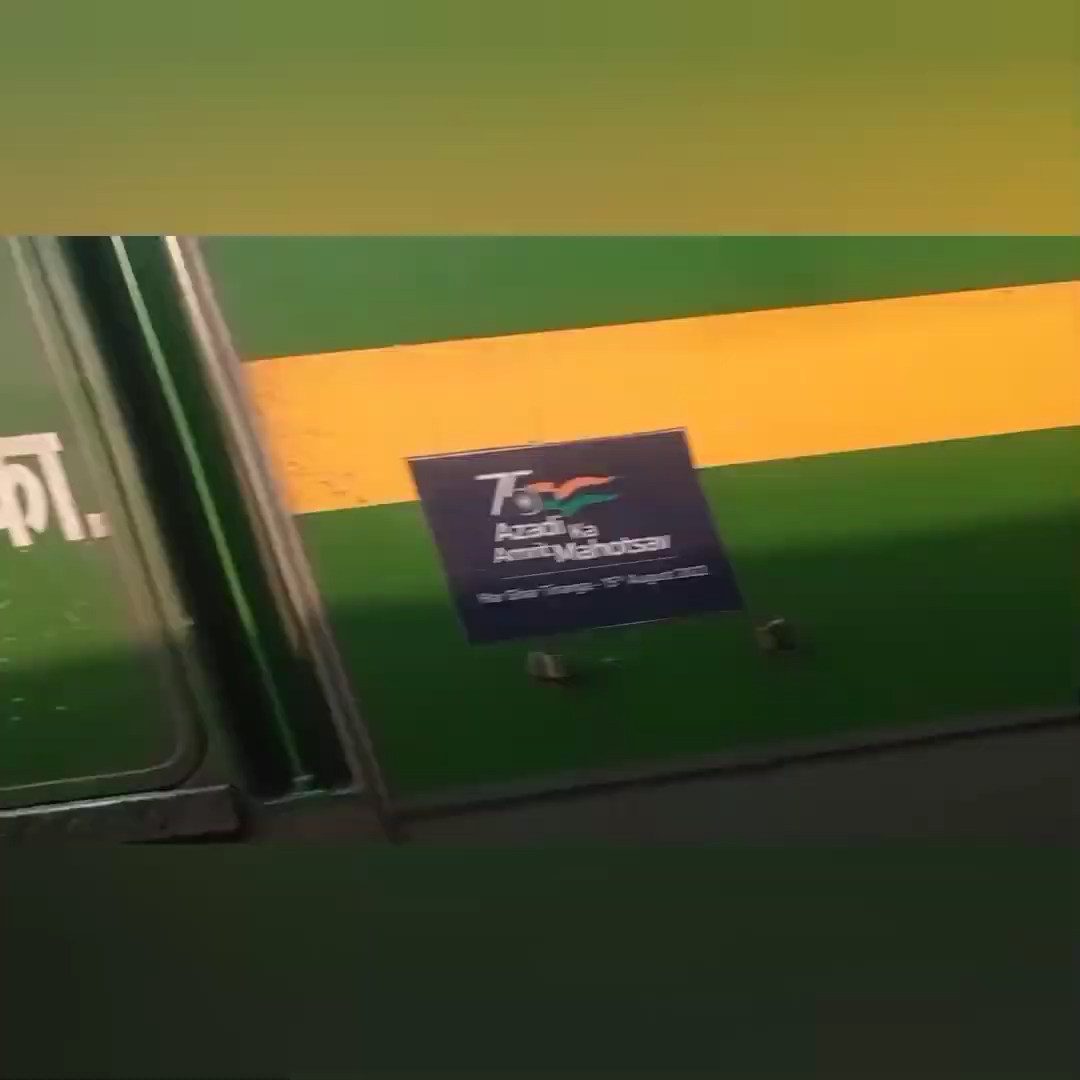 का.
75
Azadi Ka
Amrit Mahotsav
Har Ghar Tiranga - 15th August 2022